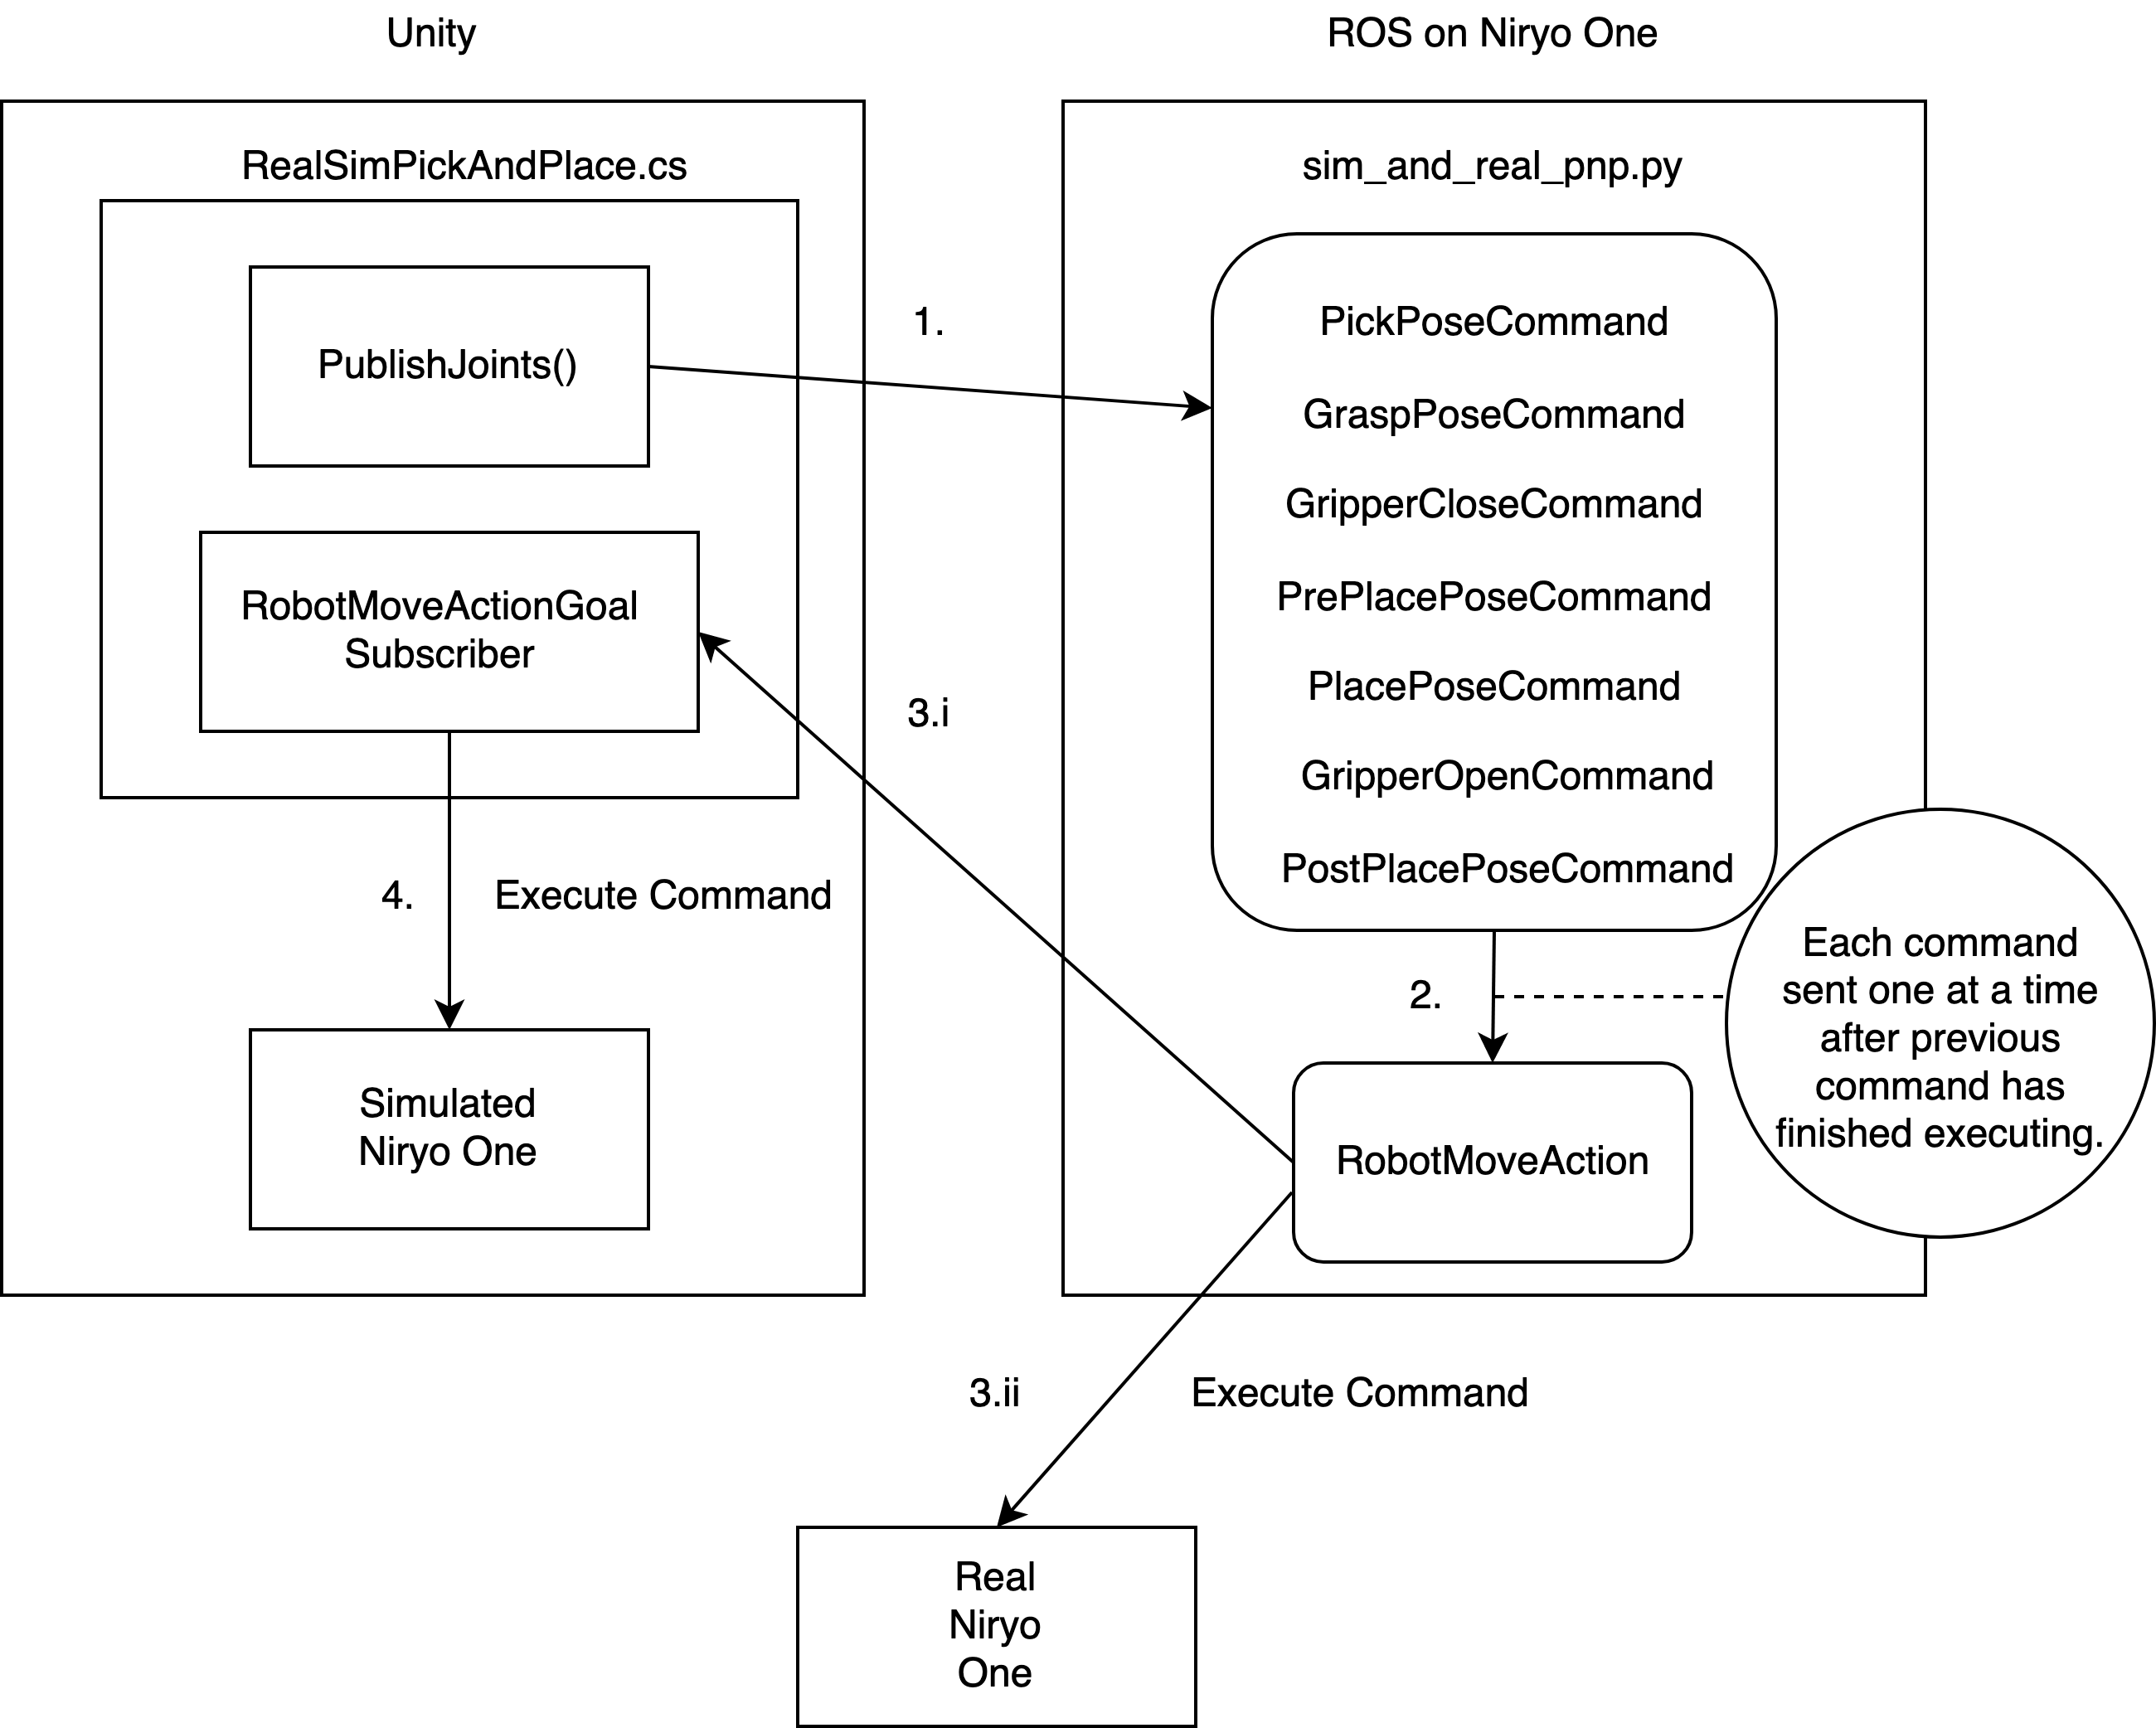 Unity
RealSimPickAndPlace.cs
PublishJoints()
RobotMoveActionGoal
Subscriber
4.
Execute Command
Simulated
Niryo One
1.
3.i
ROS on Niryo One
sim_and_real_pnp.py
PickPoseCommand
GraspPoseCommand
GripperCloseCommand
PrePlacePoseCommand
PlacePoseCommand
GripperOpenCommand
PostPlacePoseCommand
2.
Each command
sent one at a time
after previous
command has
finished executing.
RobotMoveAction
3.ii
Execute Command
Real
Niryo
One